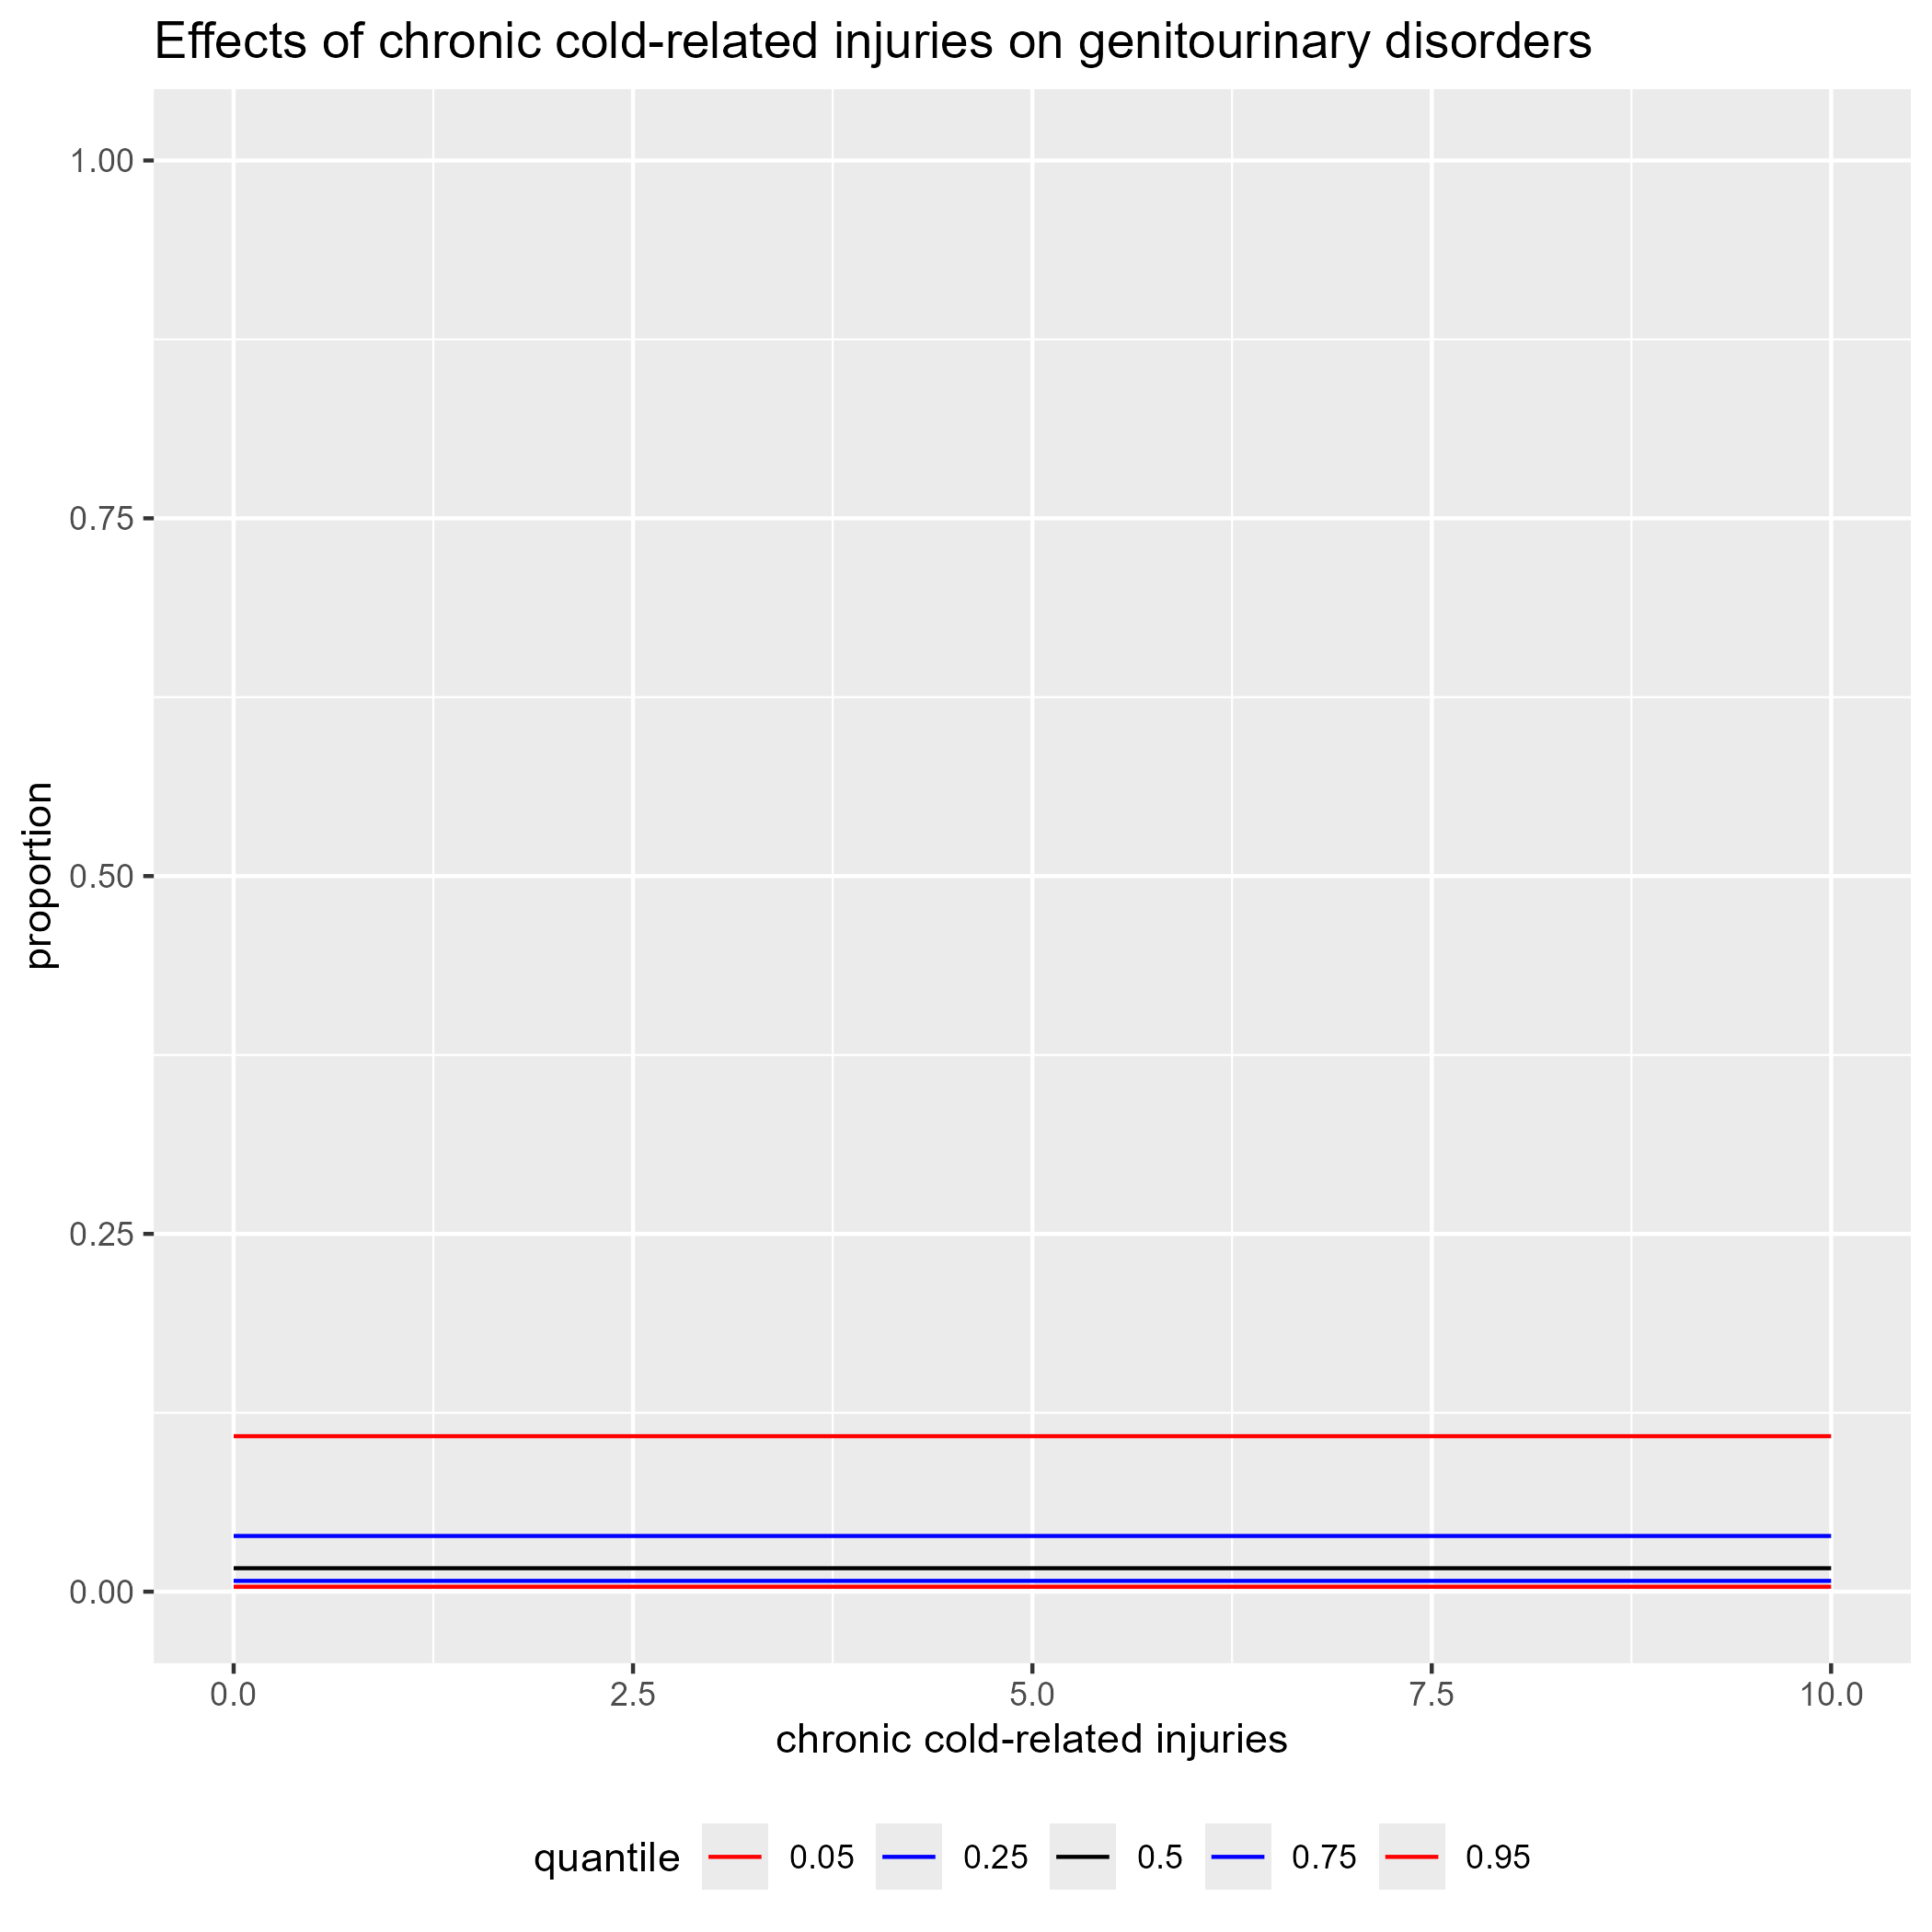 Effects of chronic cold-related injuries on genitourinary disorders
1.00
0.75
0.50
0.25
0.00
proportion
0.0 2.5 5.0 7.5 10.0
chronic cold-related injuries
quantile 0.05 0.25 0.5 0.75 0.95